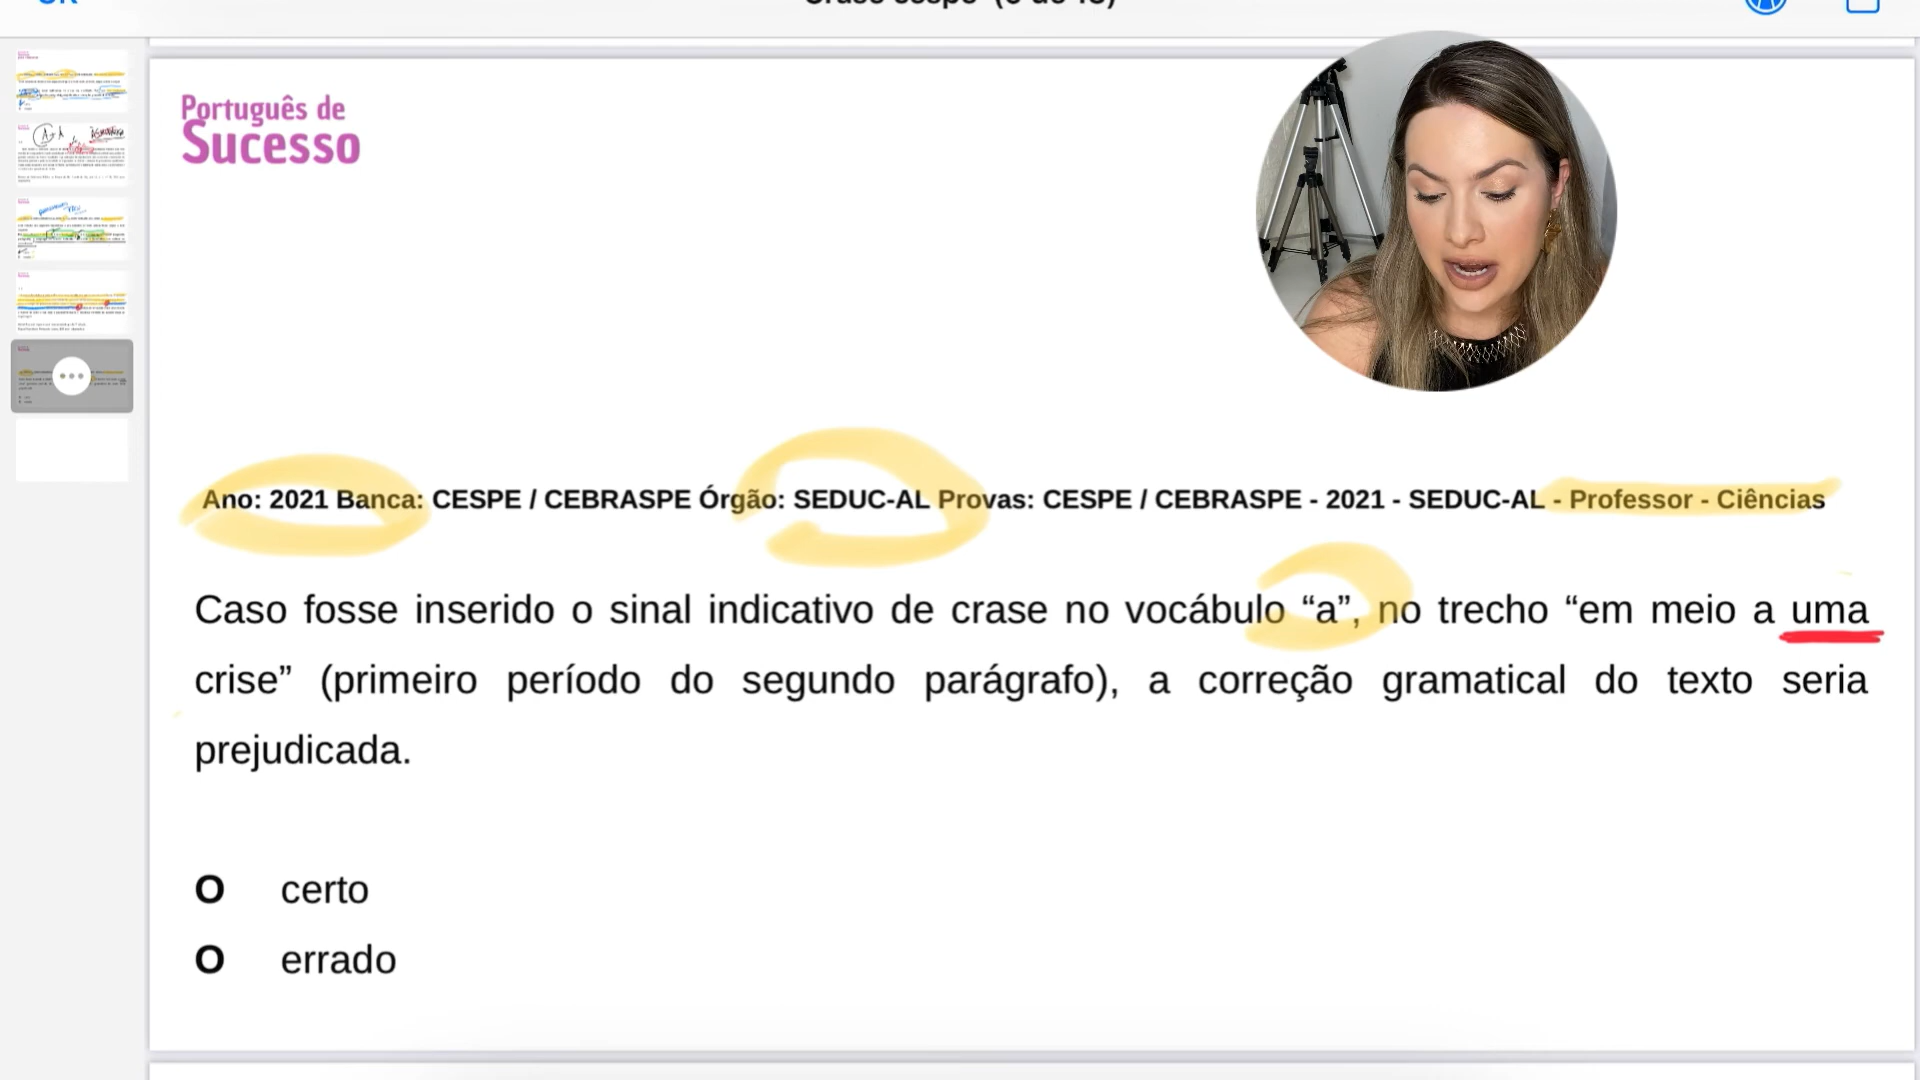 Português de
Sucesso
Ano: 2021 Banca: CESPE / CEBRASPE Órgão: SEDUC-AL Provas: CESPE / CEBRASPE - 2021 - SEDUC-AL - Professor - Ciências
Caso fosse inserido o sinal indicativo de crase no vocábulo “a”, no trecho “em meio a uma
crise” (primeiro período do segundo parágrafo), a correção gramatical do texto seria
prejudicada.
O certo
O errado